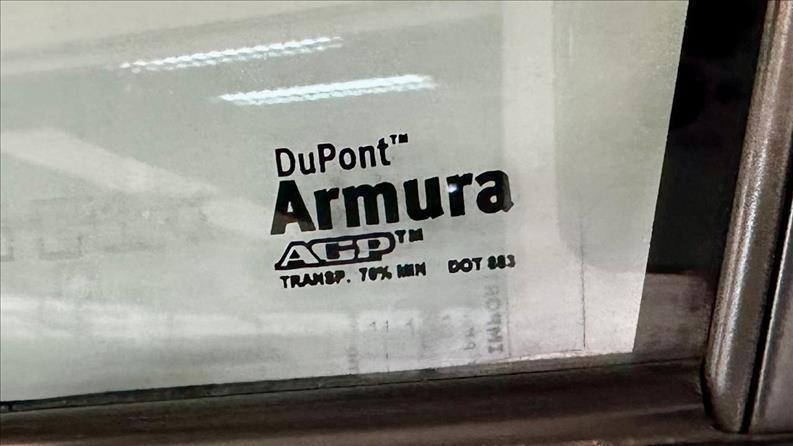 DuPont™
Armura
AGP™
TRANSP. 70% MIN DOT 883